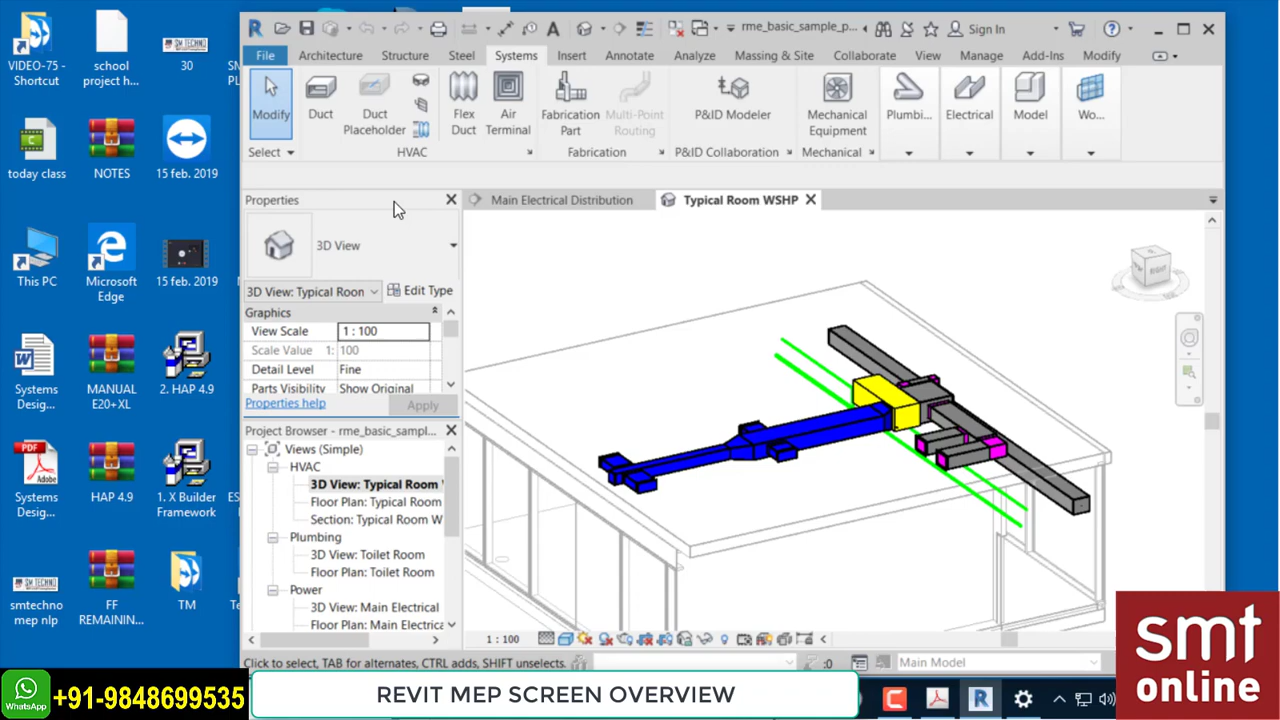 VIDEO-75 -
Shortcut
school
project h...
30
today class
NOTES
15 feb. 2019
This PC
Microsoft
Edge
15 feb. 2019
Systems
Desig...
MANUAL
E20+XL
2. HAP 4.9
Systems
Desig...
HAP 4.9
1. X Builder
Framework
smtechno
mep nlp
FF
REMAININ...
TM
rme_basic_sample_p...
Sign In
File
Architecture
Structure
Steel
Systems
Insert
Annotate
Analyze
Massing & Site
Collaborate
View
Manage
Add-Ins
Modify
Modify
Duct
Duct
Placeholder
Flex
Duct
Air
Terminal
Fabrication
Part
Multi-Point
Routing
P&ID Modeler
Mechanical
Equipment
Plumbi...
Electrical
Model
Wo...
Select
HVAC
Fabrication
P&ID Collaboration
Mechanical
Properties
Main Electrical Distribution
Typical Room WSHP
3D View
3D View: Typical Roon
Edit Type
Graphics
View Scale
1 : 100
Scale Value 1:
100
Detail Level
Fine
Parts Visibility
Show Original
Properties help
Apply
Project Browser - rme_basic_sampl...
Views (Simple)
HVAC
3D View: Typical Room
Floor Plan: Typical Room
Section: Typical Room W
Plumbing
3D View: Toilet Room
Floor Plan: Toilet Room
Power
3D View: Main Electrical
Floor Plan: Main Electrica
RIGHT
1 : 100
Click to select, TAB for alternates, CTRL adds, SHIFT unselects.
:0
Main Model
smt
online
WhatsApp
+91-9848699535
REVIT MEP SCREEN OVERVIEW